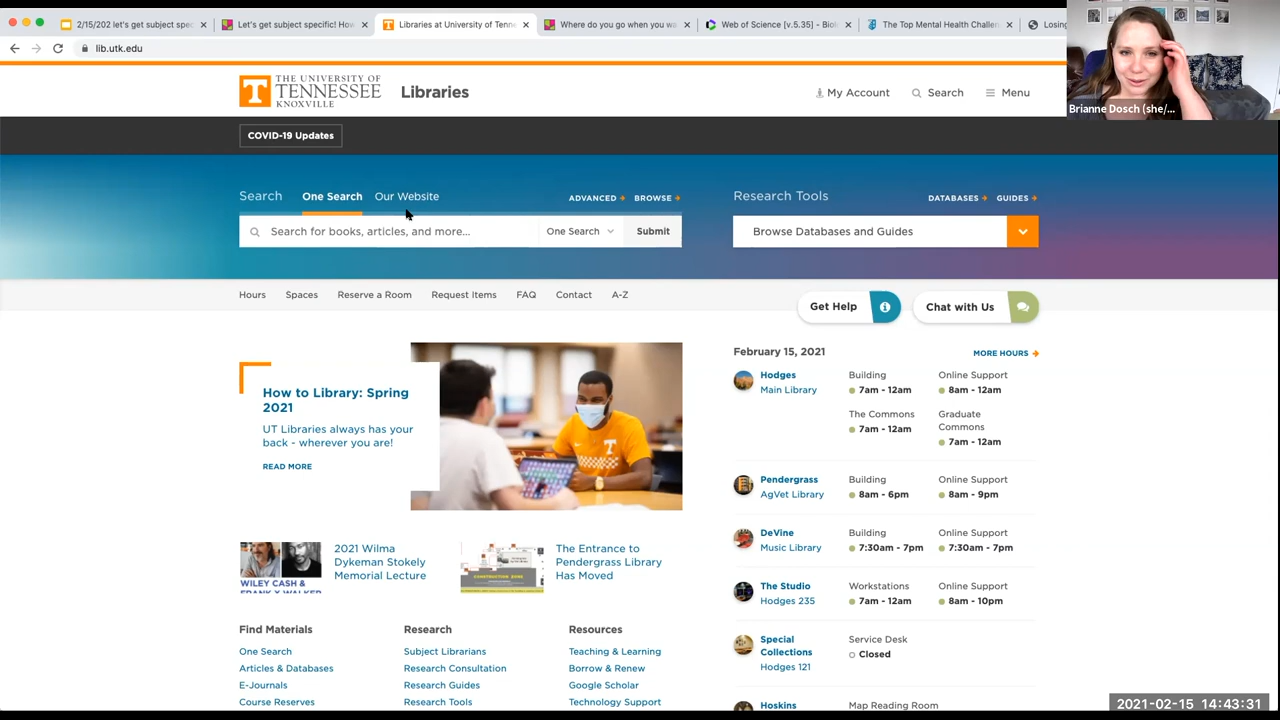 2/15/202 let's get subject spec
Let's get subject specific! How
Libraries at University of Tenne
Where do you go when you wa
Web of Science [v.5.35] – Bio
The Top Mental Health Challen
Losing
lib.utk.edu
Brianne Dosch (she/...
THE UNIVERSITY OF
TENNESSEE
KNOXVILLE
Libraries
My Account
Search
Menu
COVID-19 Updates
Search
One Search
Our Website
ADVANCED
BROWSE
Research Tools
DATABASES
GUIDES
Search for books, articles, and more...
One Search
Submit
Browse Databases and Guides
Hours
Spaces
Reserve a Room
Request Items
FAQ
Contact
A-Z
Get Help
Chat with Us
How to Library: Spring
2021
UT Libraries always has your
back - wherever you are!
READ MORE
2021 Wilma
Dykeman Stokely
Memorial Lecture
WILEY CASH &
The Entrance to
Pendergrass Library
Has Moved
Find Materials
One Search
Articles & Databases
E-Journals
Course Reserves
Research
Subject Librarians
Research Consultation
Research Guides
Research Tools
Resources
Teaching & Learning
Borrow & Renew
Google Scholar
Technology Support
February 15, 2021
MORE HOURS
Hodges
Main Library
Building
7am - 12am
Online Support
8am - 12am
The Commons
7am - 12am
Graduate
Commons
7am - 12am
Pendergrass
AgVet Library
Building
8am - 6pm
Online Support
8am - 9pm
DeVine
Music Library
Building
7:30am - 7pm
Online Support
7:30am - 7pm
The Studio
Hodges 235
Workstations
7am - 12am
Online Support
8am - 10pm
Special
Collections
Hodges 121
Service Desk
Closed
Hoskins
Map Reading Room
2021-02-15 14:43:31